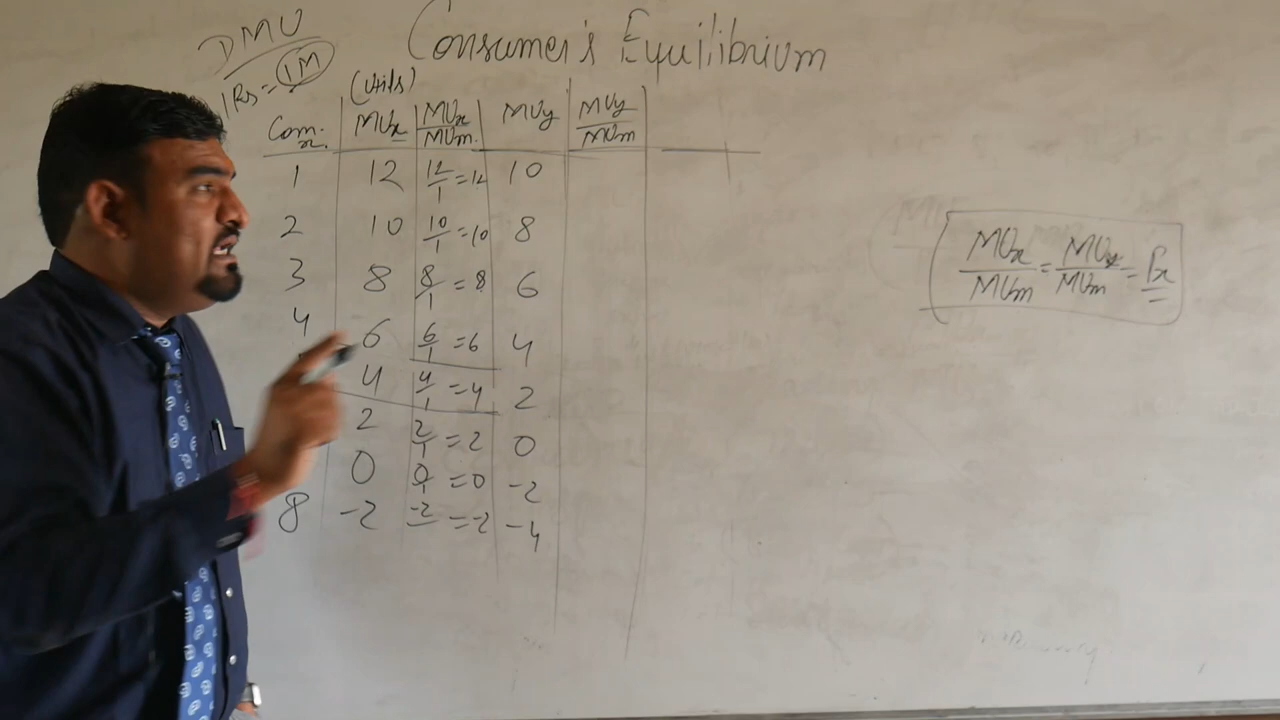 DMU
Consumer's Equilibrium
1Rs = 1M
(Utils)
Com. x. MUx MUx/MUm. MUy MUy/MUm
1 12 12/1 = 12 10
2 10 10/1 = 10 8
3 8 8/1 = 8 6
4 6 6/1 = 6 4
4 4/1 = 4 2
2 2/1 = 2 0
0 0/1 = 0 -2
8 -2 -2 = -2 -4
MUx/MUm = MUx/MUm = Px